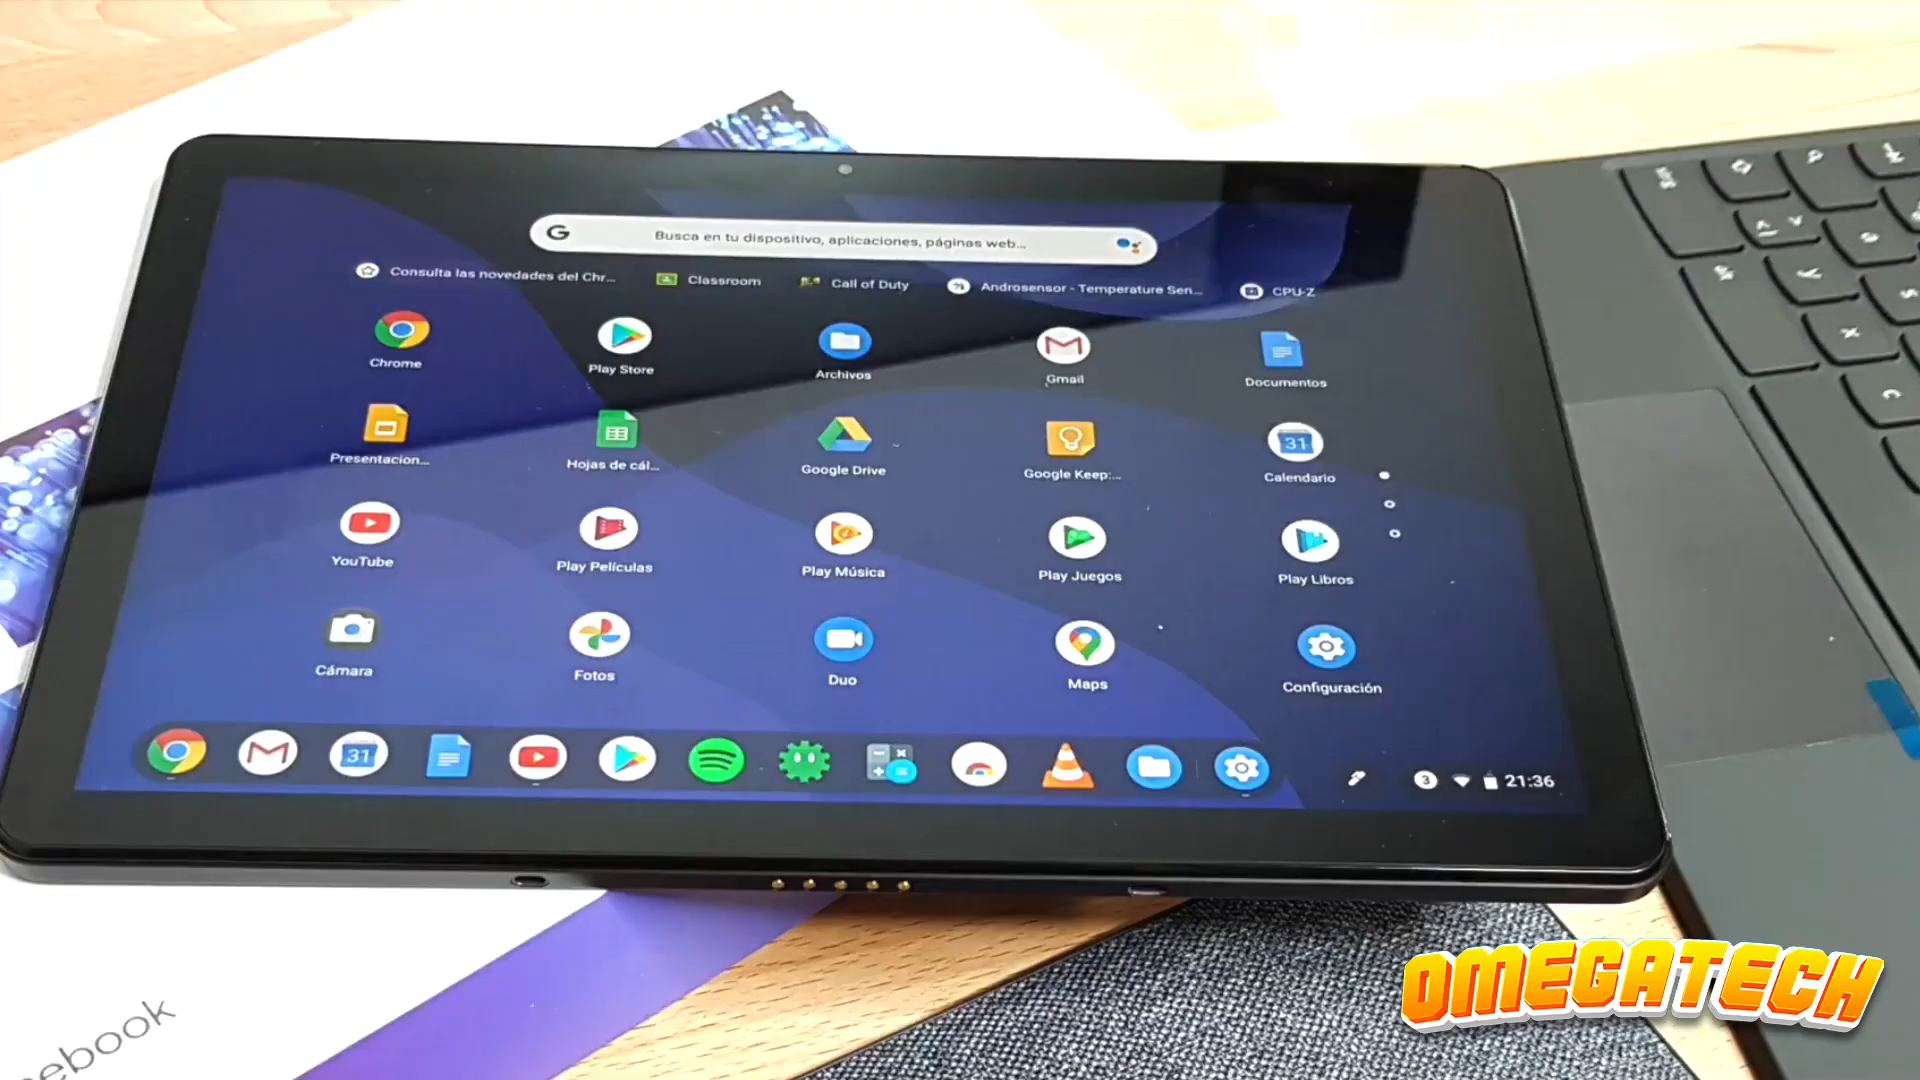 Busca en tu dispositivo, aplicaciones, páginas web...
Consulta las novedades del Chr... Classroom Call of Duty Androsensor - Temperature Sen... CPU-Z
Chrome Play Store Archivos Gmail Documentos
Presentacion... Hojas de cál... Google Drive Google Keep:... Calendario
31
YouTube Play Películas Play Música Play Juegos Play Libros
Cámara Fotos Duo Maps Configuración
31
3 21:36
OMEGATECH
ebook